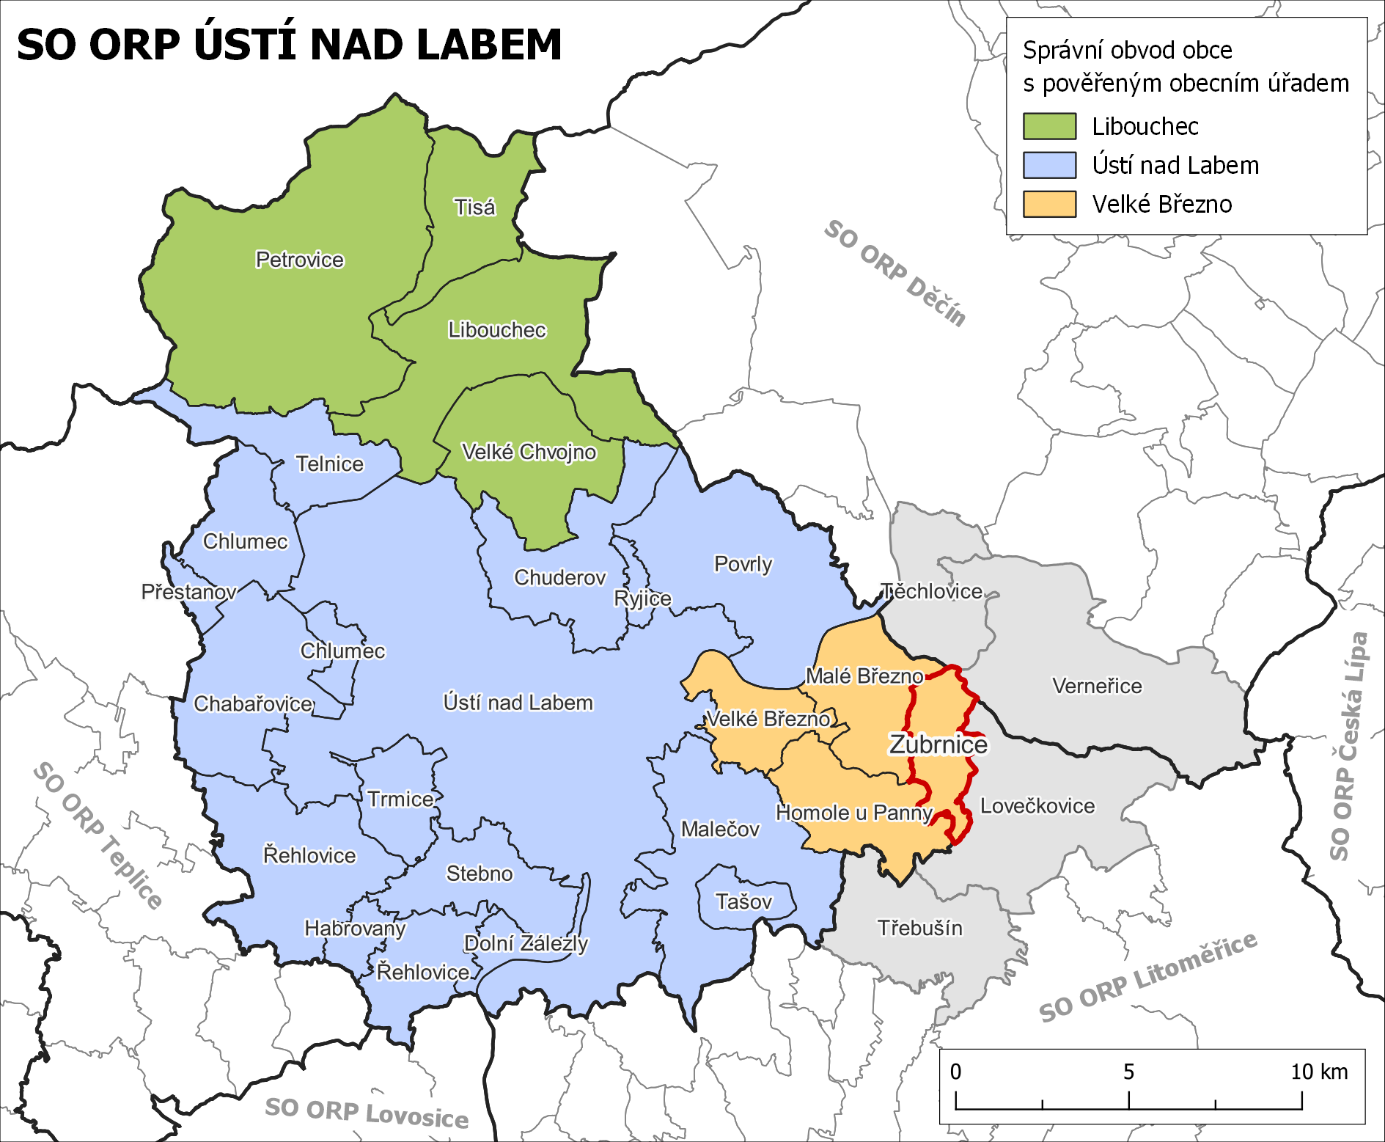 SO ORP ÚSTÍ NAD LABEM
Správní obvod obce
s pověřeným obecním úřadem
Libouchec
Ústí nad Labem
Velké Březno
Tisá
Petrovice
SO ORP Děčín
Libouchec
Velké Chvojno
Telnice
Chlumec
Povrly
Chuderov
Přestanov
Ryjice
Těchlovice
Chlumec
Malé Březno
Verneřice
Chabařovice
Ústí nad Labem
Velké Březno
Zubrnice
SO ORP Česká Lípa
Trmice
Lovečkovice
Homole u Panny
SO ORP Teplice
Malečov
Řehlovice
Stebno
Tašov
Habrovany
Třebušín
Dolní Zálezly
Řehlovice
SO ORP Litoměřice
SO ORP Lovosice
0 5 10 km